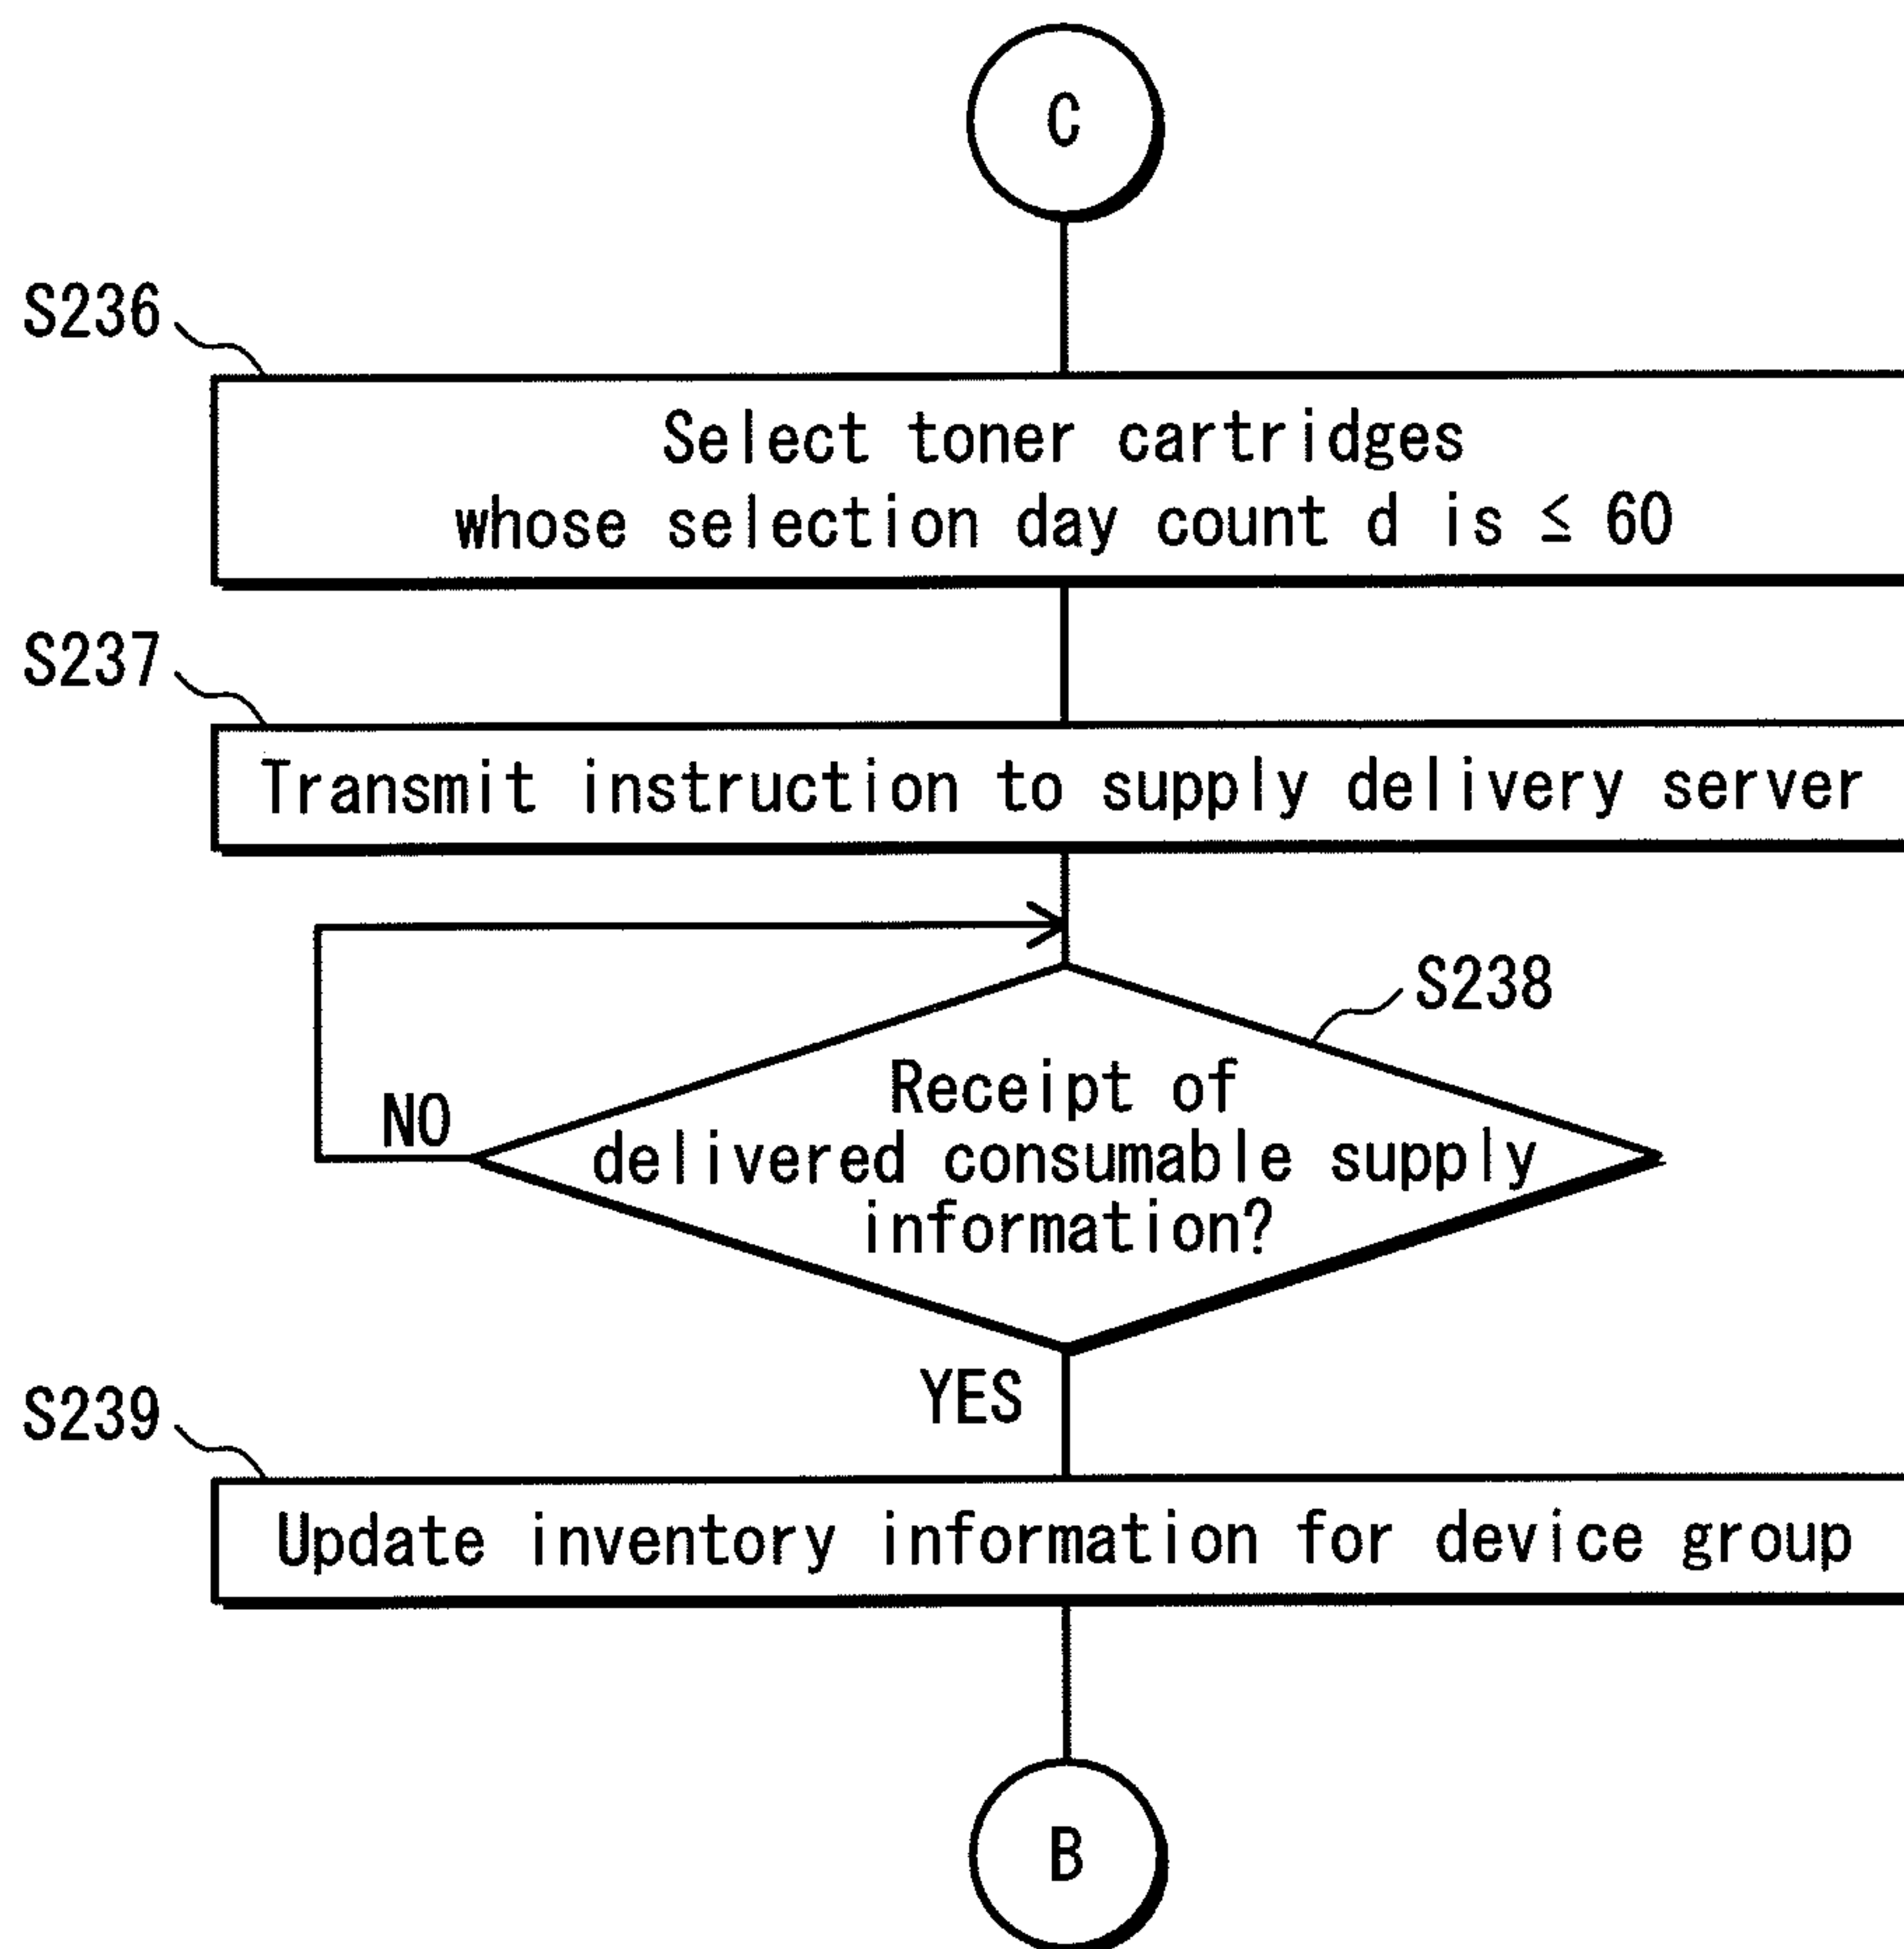 C
S236
Select toner cartridges
whose selection day count d is ≤ 60
S237
Transmit instruction to supply delivery server
S238
Receipt of
delivered consumable supply
information?
NO
YES
S239
Update inventory information for device group
B